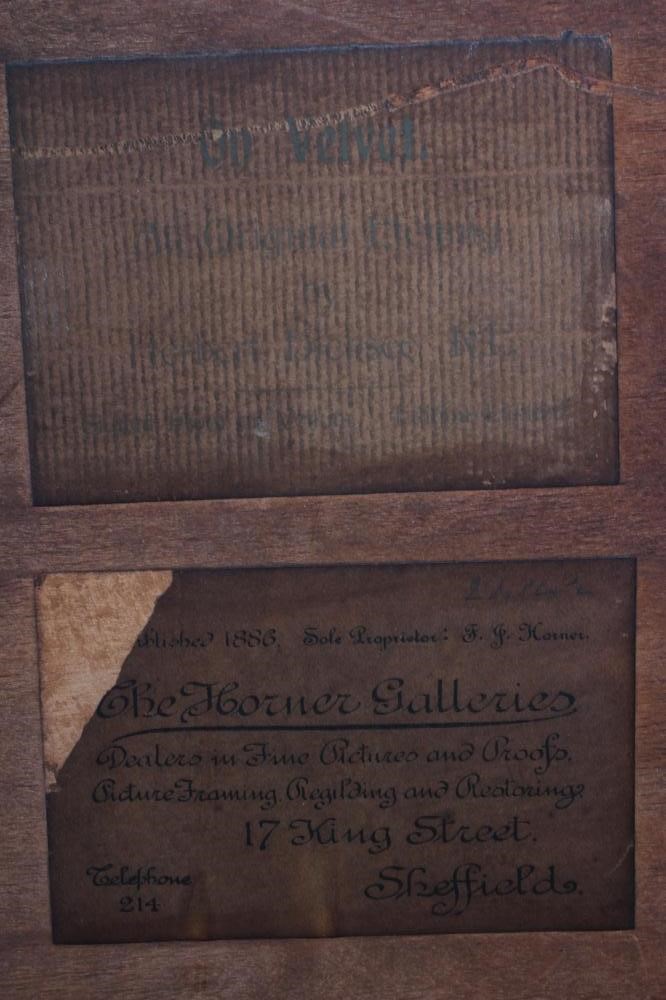 On Velvet.
An Original Etching
by
Herbert Dicksee, R.E.
Established 1886. Sole Proprietor: F. J. Horner.
The Horner Galleries
Dealers in Fine Pictures and Proofs,
Picture Framing, Regilding and Restoring.
17 King Street.
Telephone
214
Sheffield.